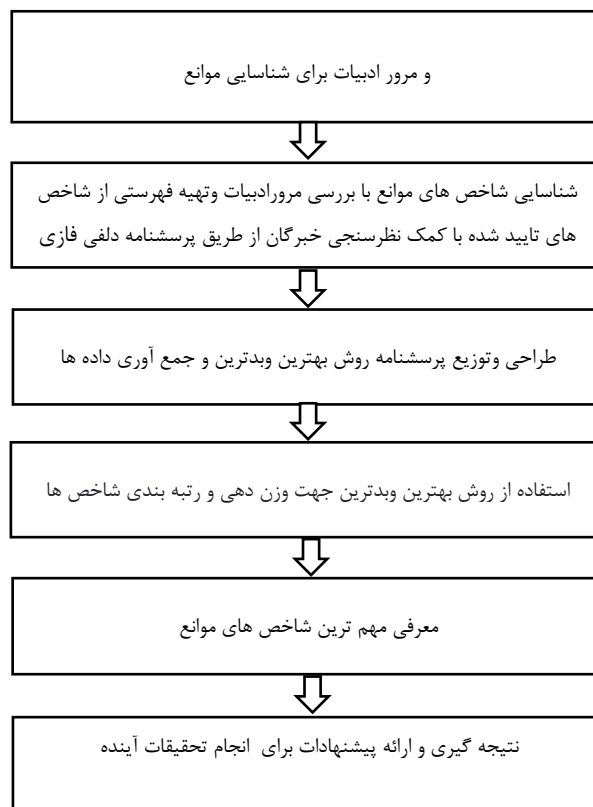 و مرور ادبیات برای شناسایی موانع
شناسایی شاخص های موانع با بررسی مرورادبیات وتهیه فهرستی از شاخص
های تایید شده با کمک نظرسنجی خبرگان از طریق پرسشنامه دلفی فازی
طراحی وتوزیع پرسشنامه روش بهترین وبدترین و جمع آوری داده ها
استفاده از روش بهترین وبدترین جهت وزن دهی و رتبه بندی شاخص ها
معرفی مهم ترین شاخص های موانع
نتیجه گیری و ارائه پیشنهادات برای انجام تحقیقات آینده